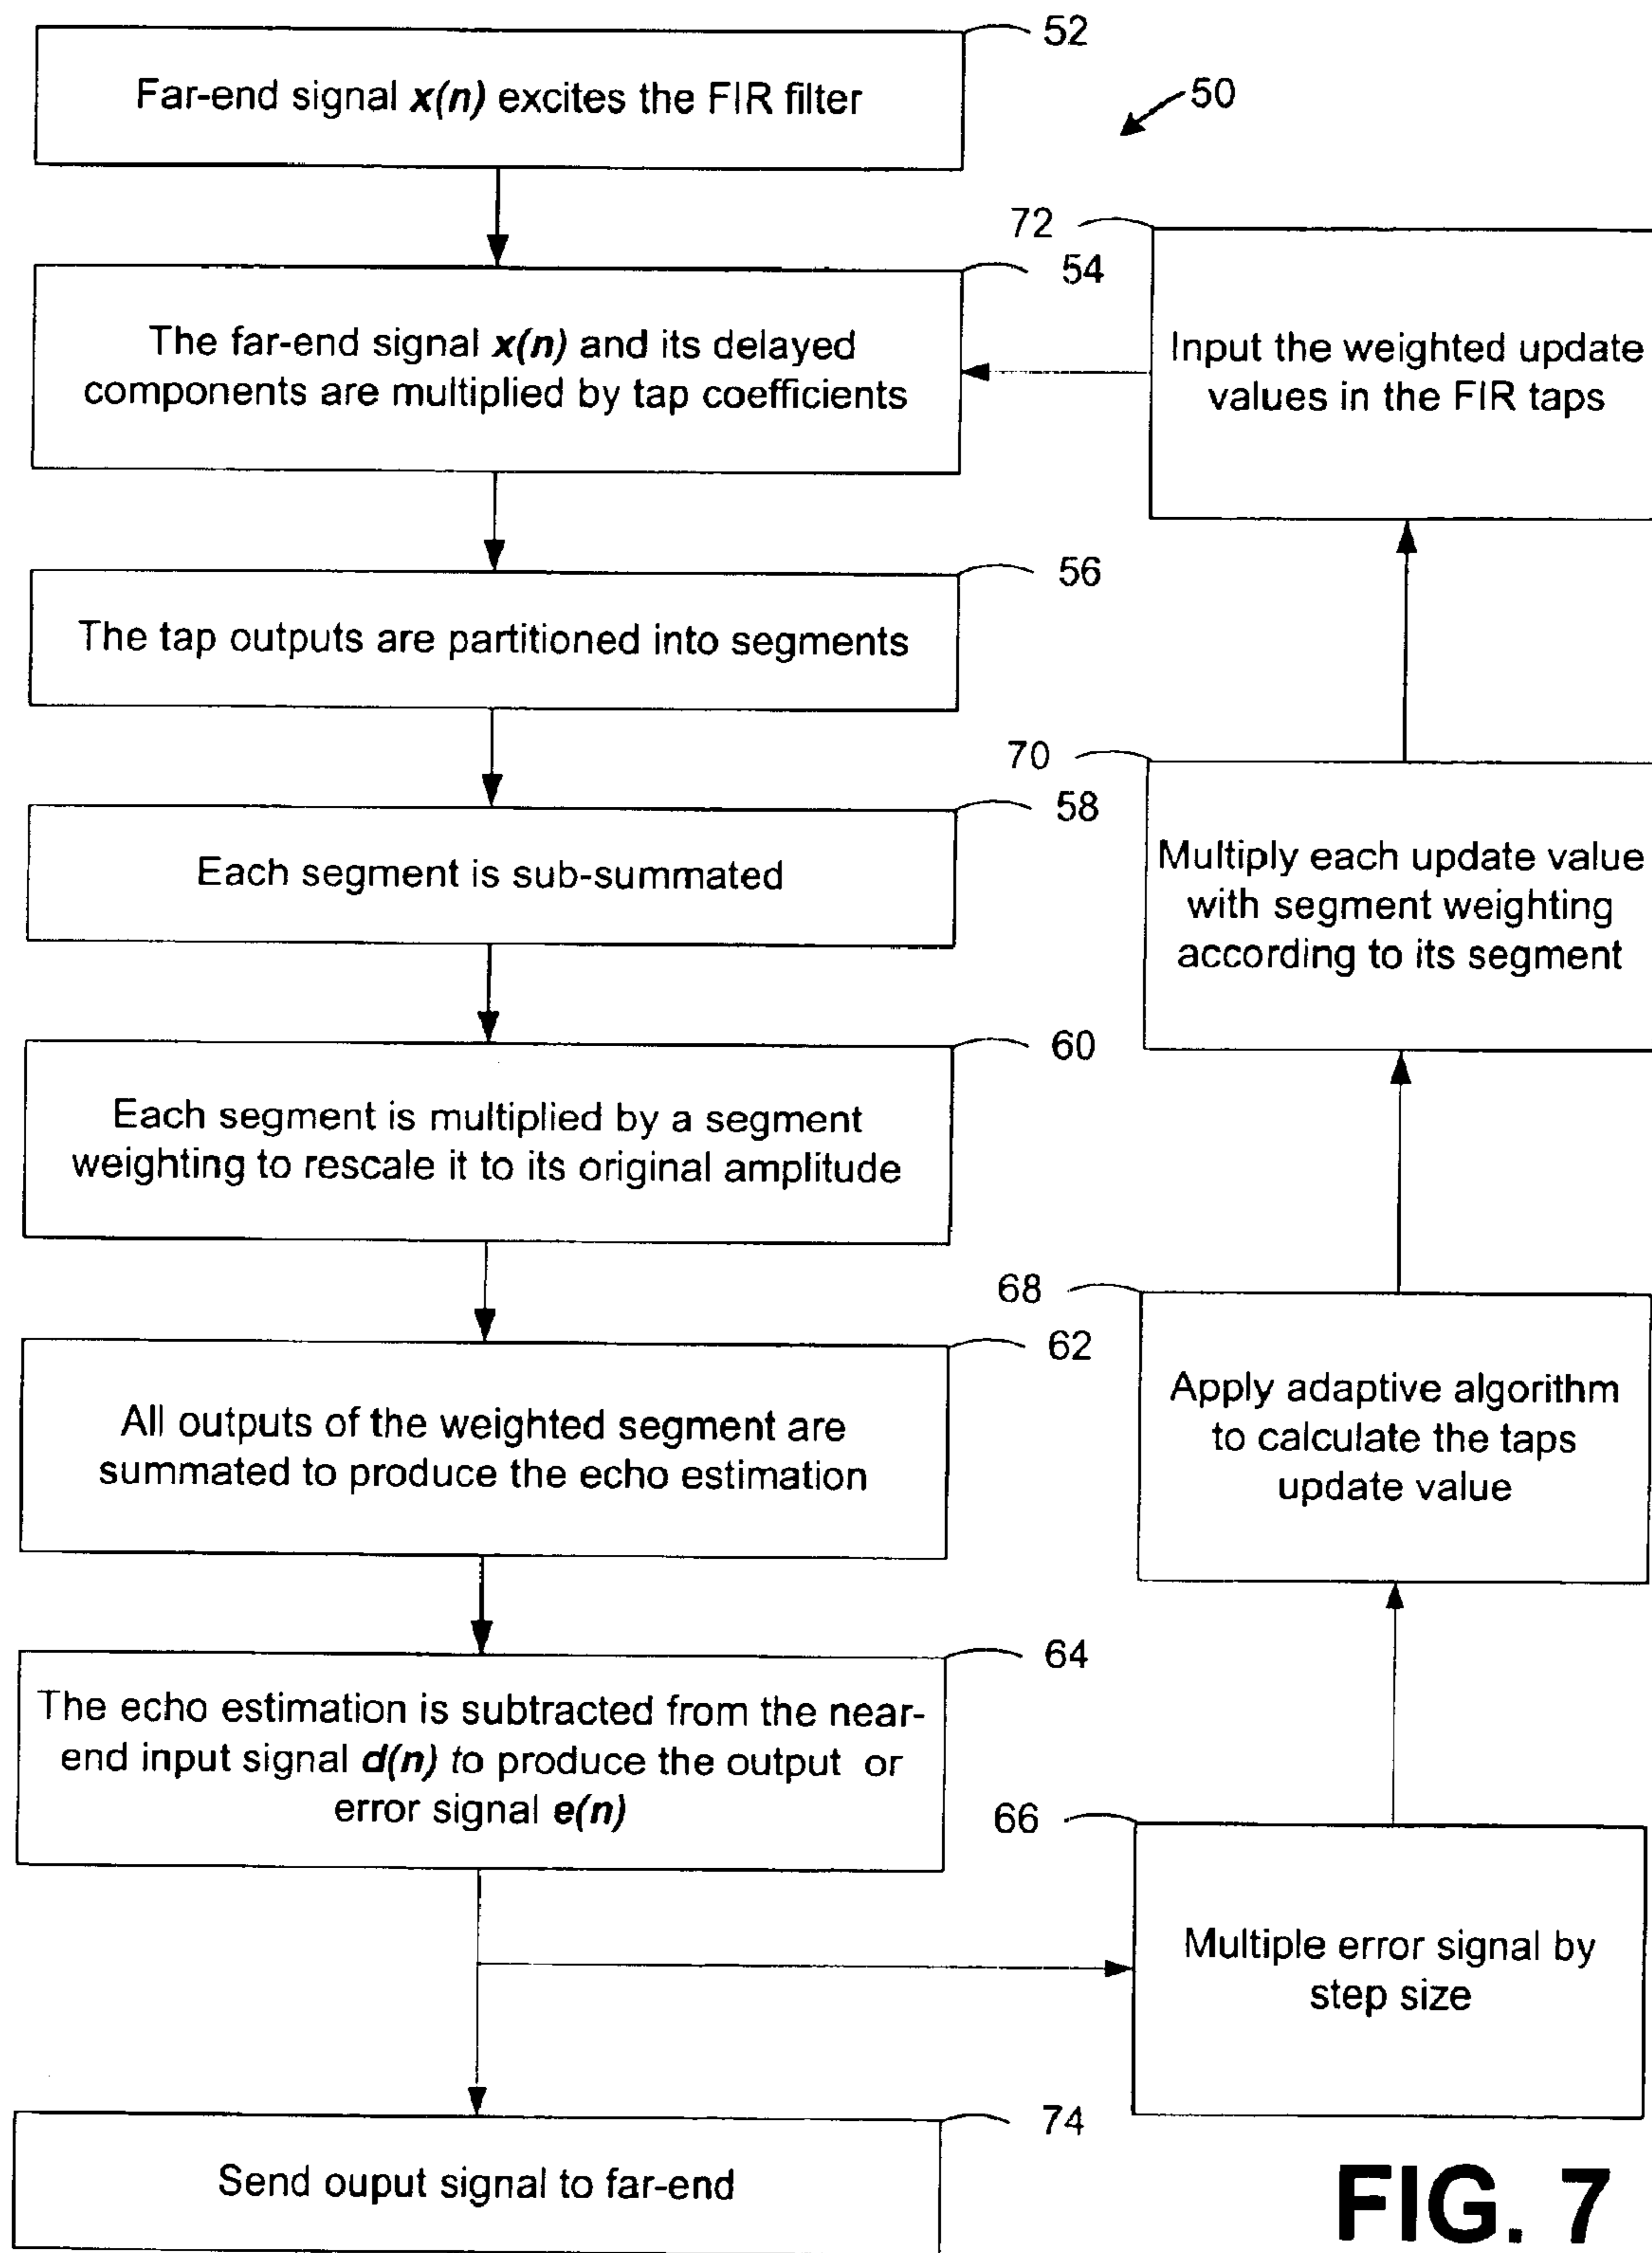 52
Far-end signal x(n) excites the FIR filter
50
54
The far-end signal x(n) and its delayed
components are multiplied by tap coefficients
56
The tap outputs are partitioned into segments
58
Each segment is sub-summated
60
Each segment is multiplied by a segment
weighting to rescale it to its original amplitude
62
All outputs of the weighted segment are
summated to produce the echo estimation
64
The echo estimation is subtracted from the near-
end input signal d(n) to produce the output or
error signal e(n)
66
Multiple error signal by
step size
68
Apply adaptive algorithm
to calculate the taps
update value
70
Multiply each update value
with segment weighting
according to its segment
72
Input the weighted update
values in the FIR taps
74
Send ouput signal to far-end
FIG. 7